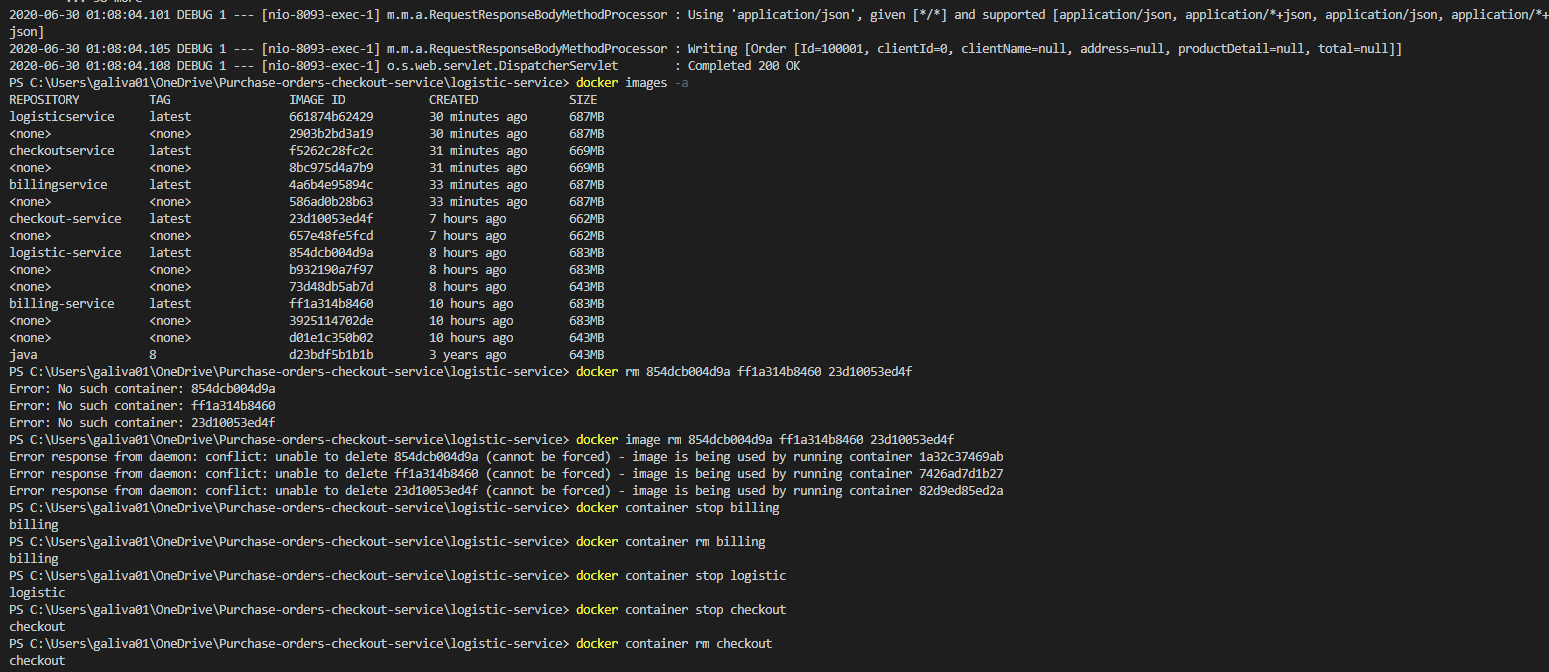 ... 96 more
2020-06-30 01:08:04.101 DEBUG 1 --- [nio-8093-exec-1] m.m.a.RequestResponseBodyMethodProcessor : Using 'application/json', given [*/*] and supported [application/json, application/*+json, application/json, application/*+
json]
2020-06-30 01:08:04.105 DEBUG 1 --- [nio-8093-exec-1] m.m.a.RequestResponseBodyMethodProcessor : Writing [Order [Id=100001, clientId=0, clientName=null, address=null, productDetail=null, total=null]]
2020-06-30 01:08:04.108 DEBUG 1 --- [nio-8093-exec-1] o.s.web.servlet.DispatcherServlet        : Completed 200 OK
PS C:\Users\galiva01\OneDrive\Purchase-orders-checkout-service\logistic-service> docker images -a
REPOSITORY          TAG                 IMAGE ID            CREATED             SIZE
logisticservice     latest              661874b62429        30 minutes ago      687MB
<none>              <none>              2903b2bd3a19        30 minutes ago      687MB
checkoutservice     latest              f5262c28fc2c        31 minutes ago      669MB
<none>              <none>              8bc975d4a7b9        31 minutes ago      669MB
billingservice      latest              4a6b4e95894c        33 minutes ago      687MB
<none>              <none>              586ad0b28b63        33 minutes ago      687MB
checkout-service    latest              23d10053ed4f        7 hours ago         662MB
<none>              <none>              657e48fe5fcd        7 hours ago         662MB
logistic-service    latest              854dcb004d9a        8 hours ago         683MB
<none>              <none>              b932190a7f97        8 hours ago         683MB
<none>              <none>              73d48db5ab7d        8 hours ago         643MB
billing-service     latest              ff1a314b8460        10 hours ago        683MB
<none>              <none>              3925114702de        10 hours ago        683MB
<none>              <none>              d01e1c350b02        10 hours ago        643MB
java                8                   d23bdf5b1b1b        3 years ago         643MB
PS C:\Users\galiva01\OneDrive\Purchase-orders-checkout-service\logistic-service> docker rm 854dcb004d9a ff1a314b8460 23d10053ed4f
Error: No such container: 854dcb004d9a
Error: No such container: ff1a314b8460
Error: No such container: 23d10053ed4f
PS C:\Users\galiva01\OneDrive\Purchase-orders-checkout-service\logistic-service> docker image rm 854dcb004d9a ff1a314b8460 23d10053ed4f
Error response from daemon: conflict: unable to delete 854dcb004d9a (cannot be forced) - image is being used by running container 1a32c37469ab
Error response from daemon: conflict: unable to delete ff1a314b8460 (cannot be forced) - image is being used by running container 7426ad7d1b27
Error response from daemon: conflict: unable to delete 23d10053ed4f (cannot be forced) - image is being used by running container 82d9ed85ed2a
PS C:\Users\galiva01\OneDrive\Purchase-orders-checkout-service\logistic-service> docker container stop billing
billing
PS C:\Users\galiva01\OneDrive\Purchase-orders-checkout-service\logistic-service> docker container rm billing
billing
PS C:\Users\galiva01\OneDrive\Purchase-orders-checkout-service\logistic-service> docker container stop logistic
logistic
PS C:\Users\galiva01\OneDrive\Purchase-orders-checkout-service\logistic-service> docker container stop checkout
checkout
PS C:\Users\galiva01\OneDrive\Purchase-orders-checkout-service\logistic-service> docker container rm checkout
checkout